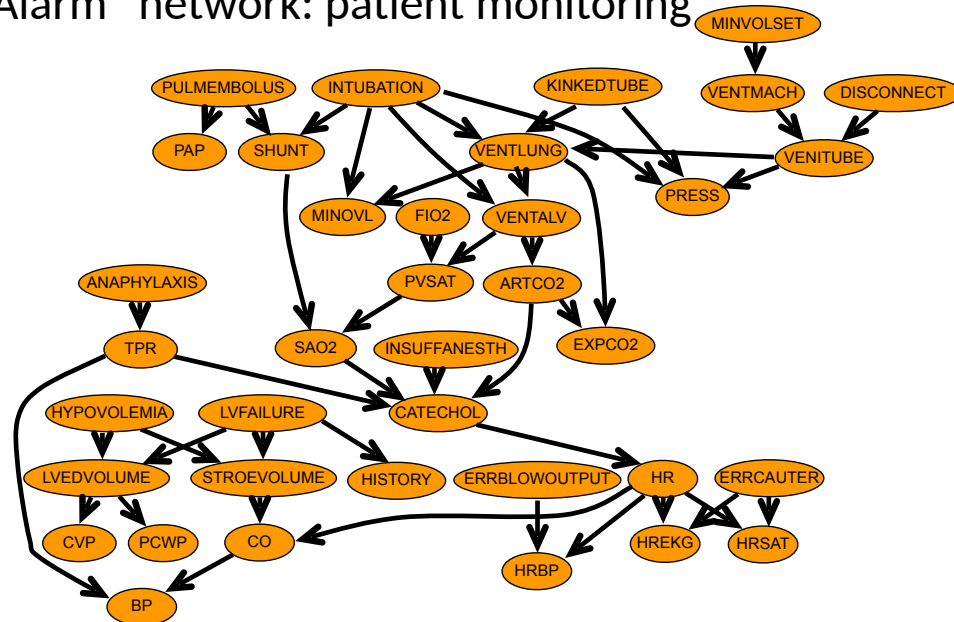 Alarm" network: patient monitoring
MINVOLSET
PULMEMBOLUS INTUBATION KINKEDTUBE VENTMACH DISCONNECT
PAP SHUNT VENTLUNG VENITUBE
PRESS
MINOVL FIO2 VENTALV
ANAPHYLAXIS PVSAT ARTCO2
TPR SAO2 INSUFFANESTH EXPCO2
HYPOVOLEMIA LVFAILURE CATECHOL
LVEDVOLUME STROEVOLUME HISTORY ERRBLOWOUTPUT HR ERRCAUTER
CVP PCWP CO HREKG HRSAT
HRBP
BP